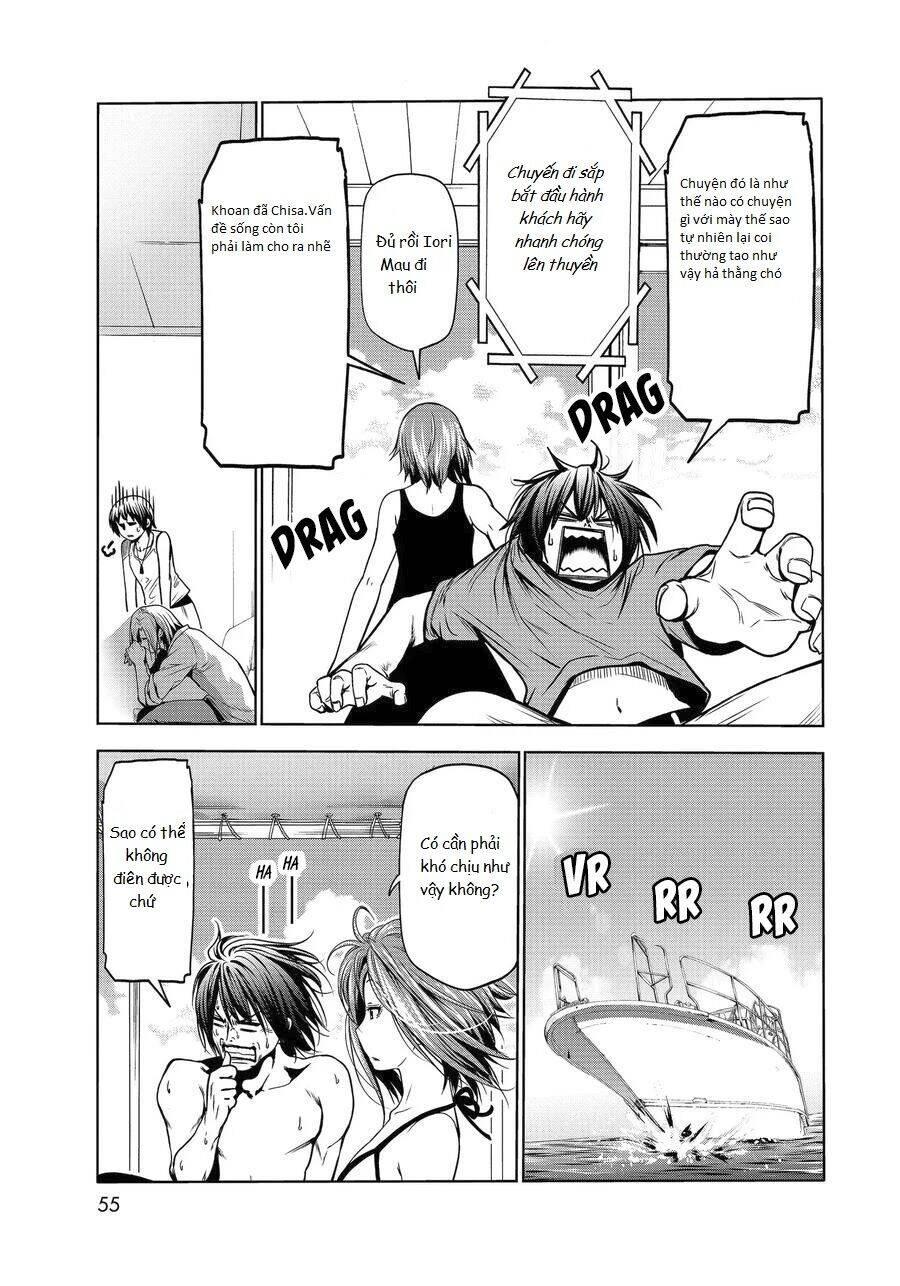 Chuyện đó là như
thế nào có chuyện
gì với mày thế sao
tự nhiên lại coi
thường tao như
vậy hả thằng chó
Chuyến đi sắp
bắt đầu hành
khách hãy
nhanh chóng
lên thuyền
Đủ rồi Iori
Mau đi
thôi
Khoan đã Chisa.Vấn
đề sống còn tôi
phải làm cho ra nhẽ
DRAG
DRAG
VR
RR
RR
Có cần phải
khó chịu như
vậy không?
HA
HA
Sao có thể
không
điên được ,
chứ
55